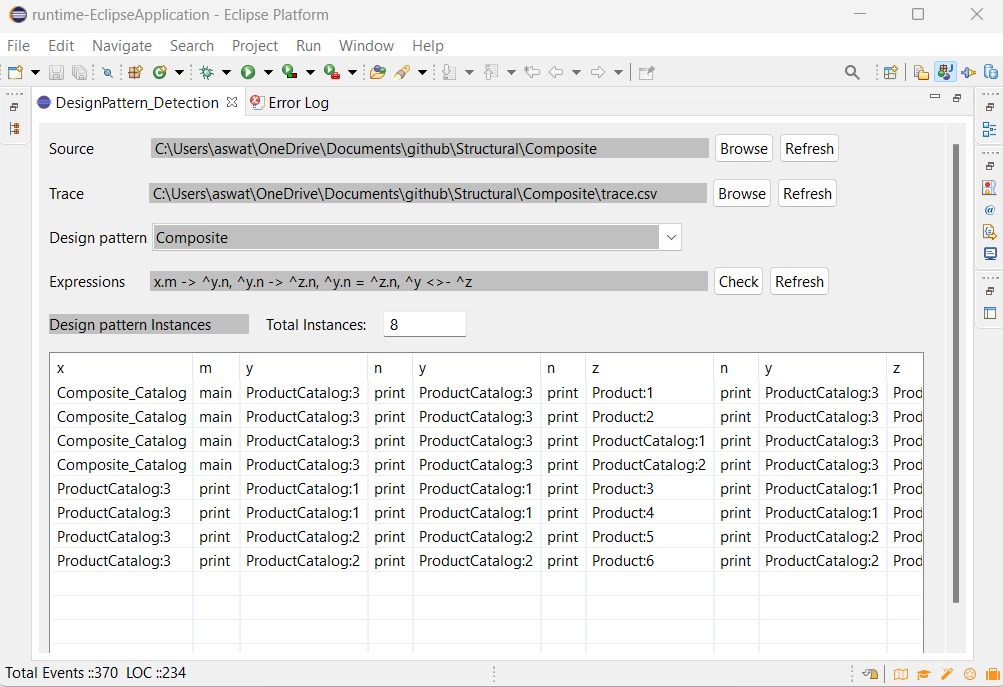 runtime-EclipseApplication - Eclipse Platform
File Edit Navigate Search Project Run Window Help
DesignPattern_Detection Error Log
Source C:\Users\aswat\OneDrive\Documents\github\Structural\Composite Browse Refresh
Trace C:\Users\aswat\OneDrive\Documents\github\Structural\Composite\trace.csv Browse Refresh
Design pattern Composite
Expressions x.m -> ^y.n, ^y.n -> ^z.n, ^y.n = ^z.n, ^y <>- ^z Check Refresh
Design pattern Instances Total Instances: 8
x m y n y n z n y z
Composite_Catalog main ProductCatalog:3 print ProductCatalog:3 print Product:1 print ProductCatalog:3 Prod
Composite_Catalog main ProductCatalog:3 print ProductCatalog:3 print Product:2 print ProductCatalog:3 Prod
Composite_Catalog main ProductCatalog:3 print ProductCatalog:3 print ProductCatalog:1 print ProductCatalog:3 Prod
Composite_Catalog main ProductCatalog:3 print ProductCatalog:3 print ProductCatalog:2 print ProductCatalog:3 Prod
ProductCatalog:3 print ProductCatalog:1 print ProductCatalog:1 print Product:3 print ProductCatalog:1 Prod
ProductCatalog:3 print ProductCatalog:1 print ProductCatalog:1 print Product:4 print ProductCatalog:1 Prod
ProductCatalog:3 print ProductCatalog:2 print ProductCatalog:2 print Product:5 print ProductCatalog:2 Prod
ProductCatalog:3 print ProductCatalog:2 print ProductCatalog:2 print Product:6 print ProductCatalog:2 Prod
Total Events ::370 LOC ::234